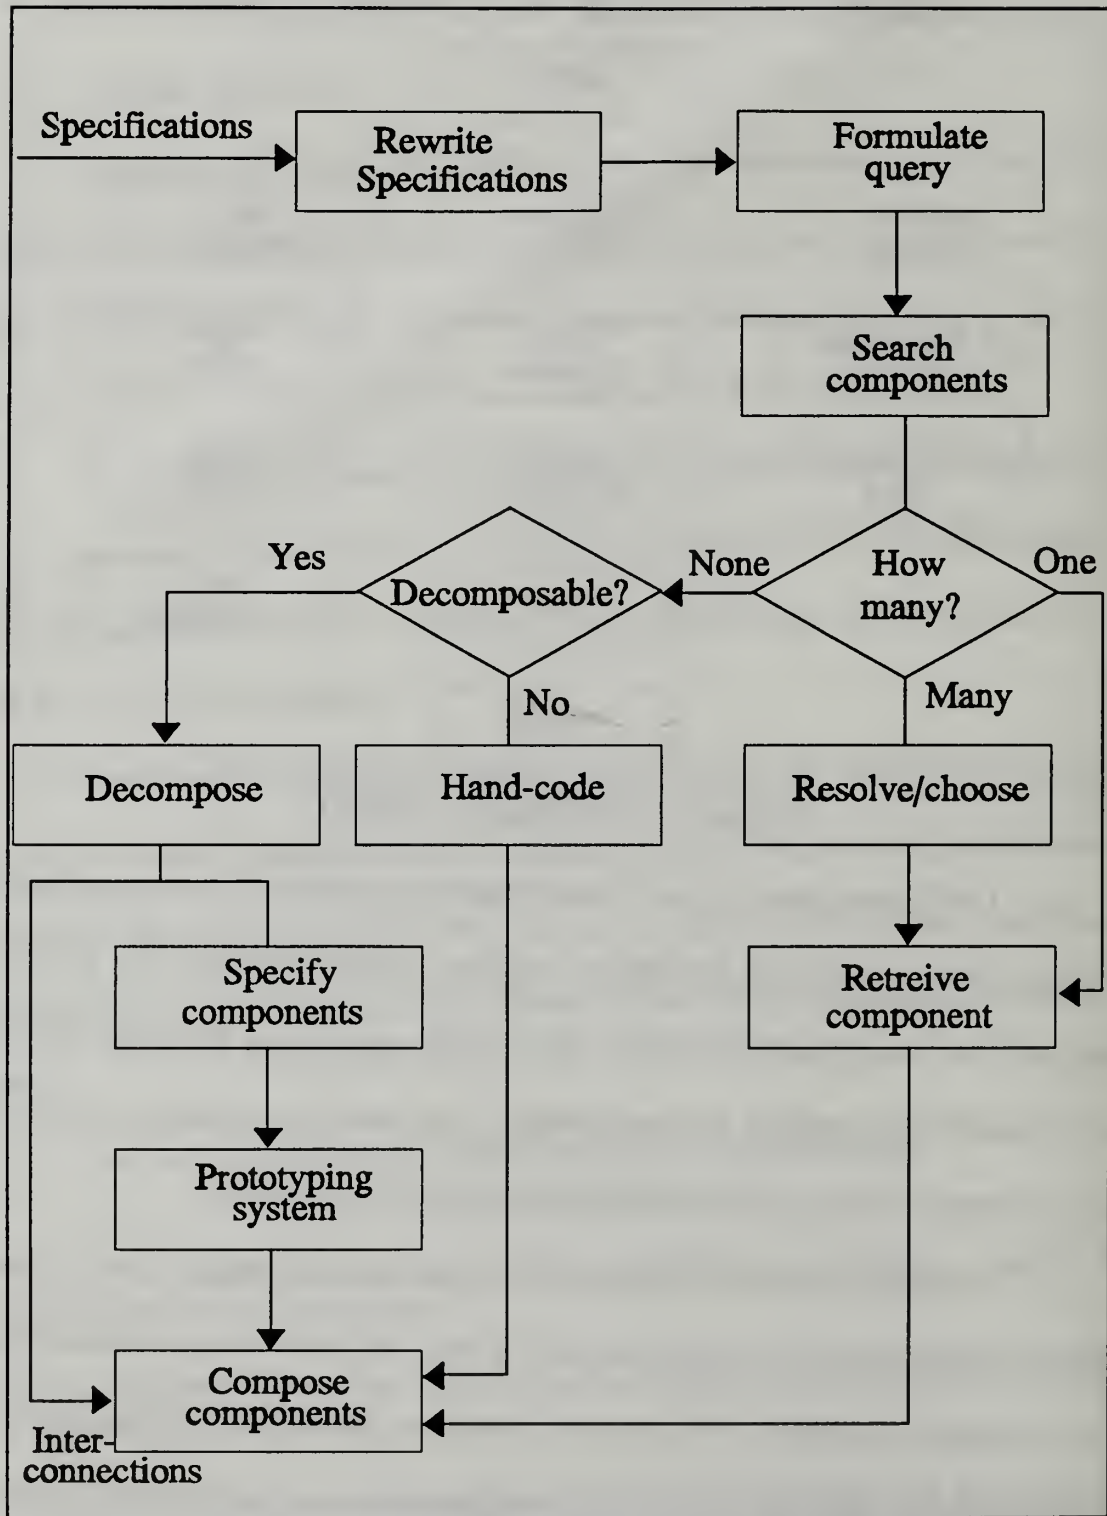 Specifications
Rewrite
Specifications
Formulate
query
Search
components
Yes
Decomposable?
None
How
many?
One
No
Many
Decompose
Hand-code
Resolve/choose
Specify
components
Retreive
component
Prototyping
system
Compose
components
Inter-
connections